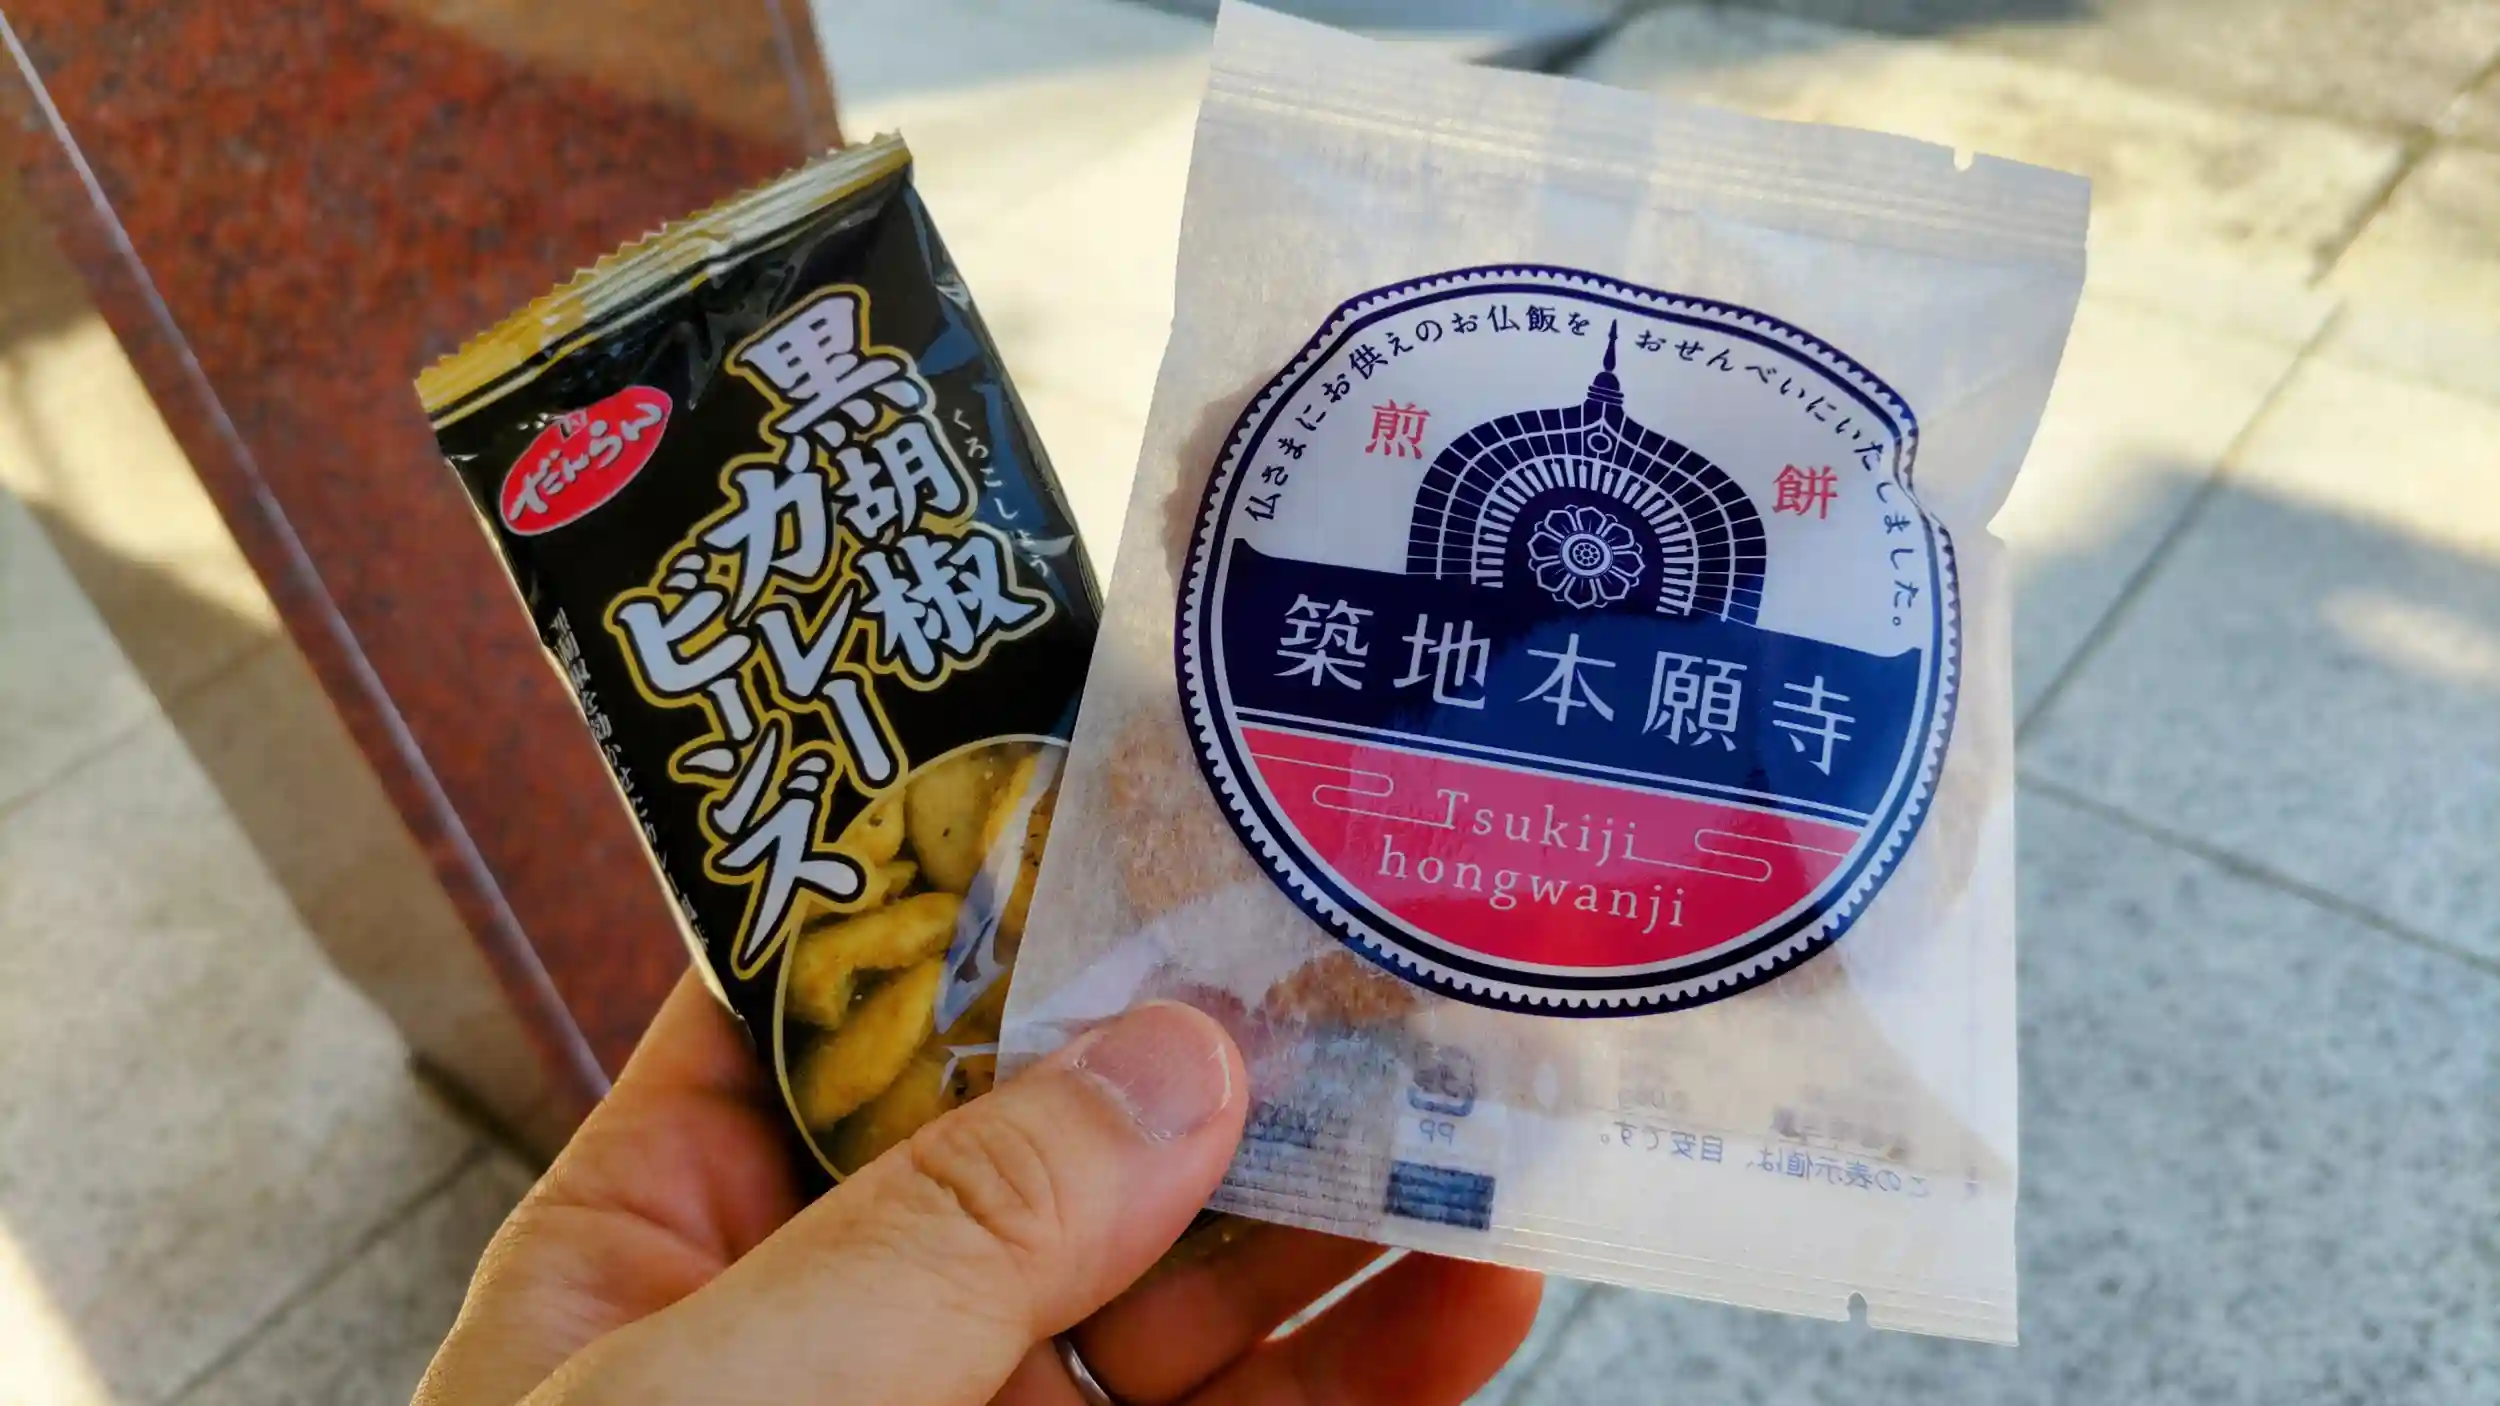 だんらん
黒胡椒
くろこしょう
カレー
ビーンズ
仏さまにお供えのお仏飯を おせんべいにいたしました。
煎餅
築地本願寺
Tsukiji
hongwanji
PP
この表示値は、目安です。